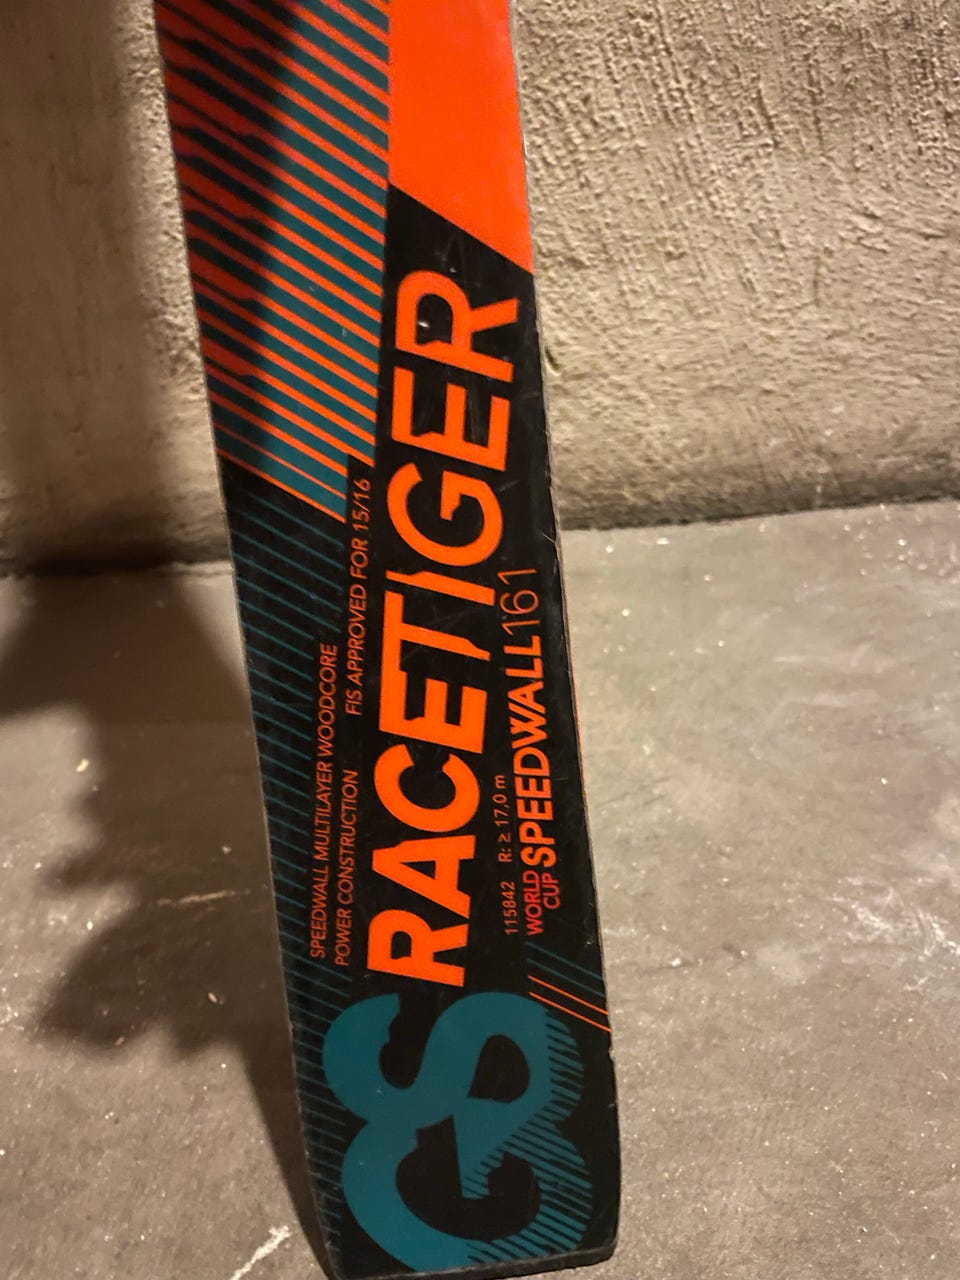 SPEEDWALL MULTILAYER WOODCORE
POWER CONSTRUCTION
FIS APPROVED FOR 15/16
RACETIGER
115842 R: ≥ 17,0 m
WORLD CUP SPEEDWALL 161
GS